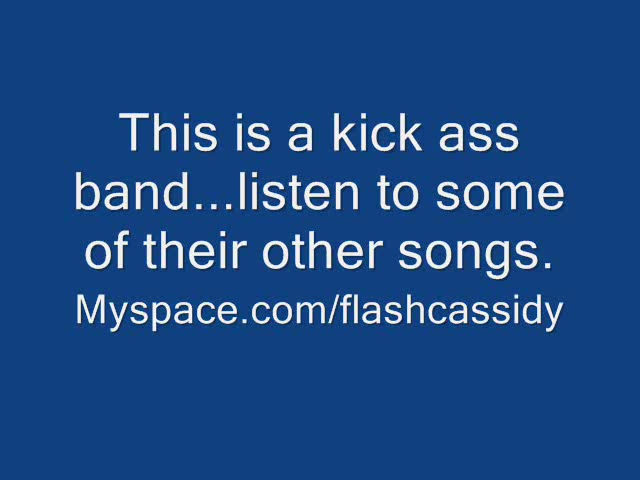 This is a kick ass
band...listen to some
of their other songs.
Myspace.com/flashcassidy